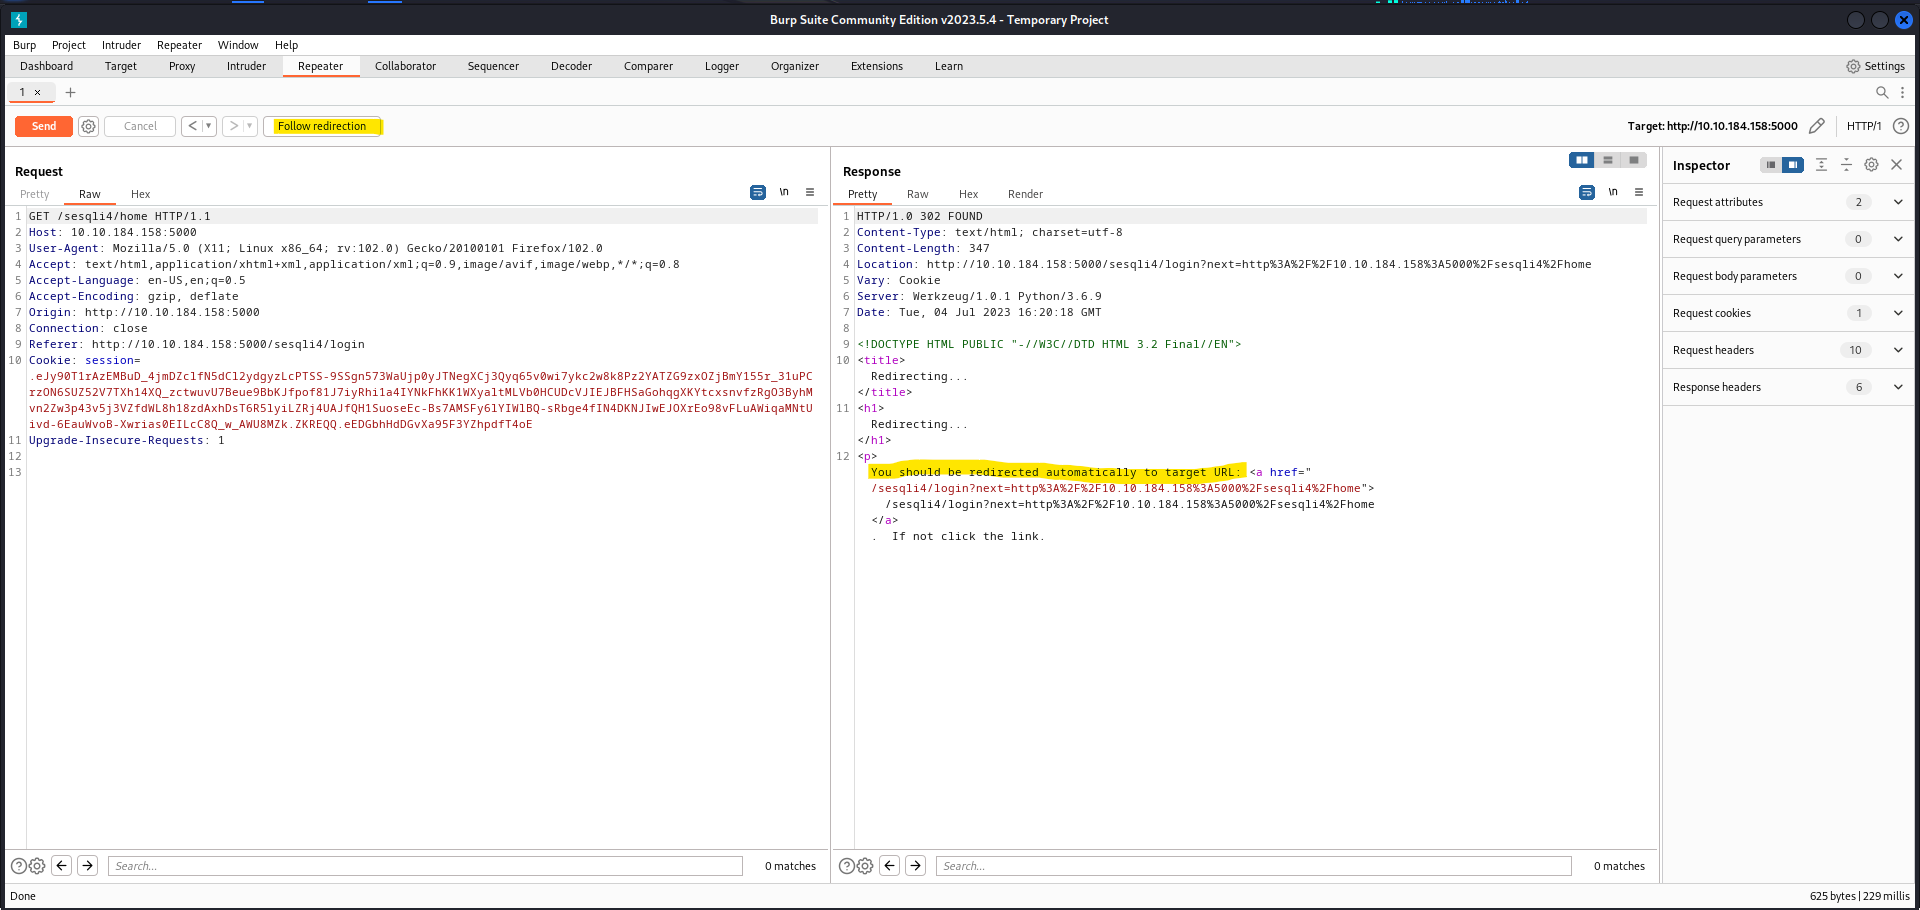 Burp Suite Community Edition v2023.5.4 - Temporary Project
Burp Project Intruder Repeater Window Help
Dashboard Target Proxy Intruder Repeater Collaborator Sequencer Decoder Comparer Logger Organizer Extensions Learn Settings
1 × +
Send Cancel < > Follow redirection Target: http://10.10.184.158:5000 HTTP/1 ?
Request
Pretty Raw Hex \n
1 GET /sesqli4/home HTTP/1.1
2 Host: 10.10.184.158:5000
3 User-Agent: Mozilla/5.0 (X11; Linux x86_64; rv:102.0) Gecko/20100101 Firefox/102.0
4 Accept: text/html,application/xhtml+xml,application/xml;q=0.9,image/avif,image/webp,*/*;q=0.8
5 Accept-Language: en-US,en;q=0.5
6 Accept-Encoding: gzip, deflate
7 Origin: http://10.10.184.158:5000
8 Connection: close
9 Referer: http://10.10.184.158:5000/sesqli4/login
10 Cookie: session=
.eJy90T1rAzEMBuD_4jmDZclfN5dCl2ydgyzLcPTSS-9SSgn573WaUjp0yJTNegXCj3Qyq65v0wi7ykc2w8k8Pz2YATZG9zxOZjBmY155r_31uPC
rzON6SUZ52V7TXh14XQ_zctwuvU7Beue9BbKJfpof81J7iyRhi1a4IYNkFhKK1WXya1tMLVb0HCUDcVJIEJBFHSaGohqgXKYtcxsnvfzRgO3ByhM
vn2Zw3p43v5j3VZfdWL8h18zdAxhDsT6R5lyiLZRj4UAJfQH1SuoseEc-Bs7AMSFy61YIW1BQ-sRbge4fIN4DKNJIwEJOXrEo98vFLuAWiqaMNtU
ivd-6EauWvoB-Xwrias0EILcC8Q_w_AWU8MZk.ZKREQQ.eEDGbhHdDGvXa95F3YZhpdfT4oE
11 Upgrade-Insecure-Requests: 1
12
13
Response
Pretty Raw Hex Render \n
1 HTTP/1.0 302 FOUND
2 Content-Type: text/html; charset=utf-8
3 Content-Length: 347
4 Location: http://10.10.184.158:5000/sesqli4/login?next=http%3A%2F%2F10.10.184.158%3A5000%2Fsesqli4%2Fhome
5 Vary: Cookie
6 Server: Werkzeug/1.0.1 Python/3.6.9
7 Date: Tue, 04 Jul 2023 16:20:18 GMT
8
9 <!DOCTYPE HTML PUBLIC "-//W3C//DTD HTML 3.2 Final//EN">
10 <title>
Redirecting...
</title>
11 <h1>
Redirecting...
</h1>
12 <p>
You should be redirected automatically to target URL: <a href="
/sesqli4/login?next=http%3A%2F%2F10.10.184.158%3A5000%2Fsesqli4%2Fhome">
/sesqli4/login?next=http%3A%2F%2F10.10.184.158%3A5000%2Fsesqli4%2Fhome
</a>
. If not click the link.
Inspector
Request attributes 2
Request query parameters 0
Request body parameters 0
Request cookies 1
Request headers 10
Response headers 6
? Search... 0 matches
? Search... 0 matches
Done 625 bytes | 229 millis